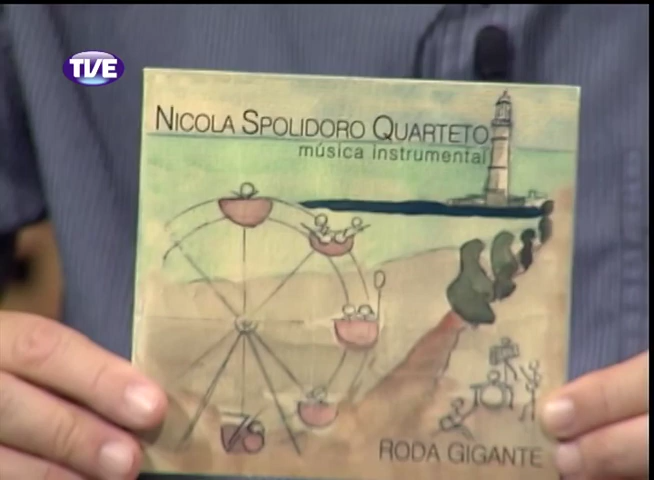 TVE
NICOLA SPOLIDORO QUARTETO
música instrumental
RODA GIGANTE